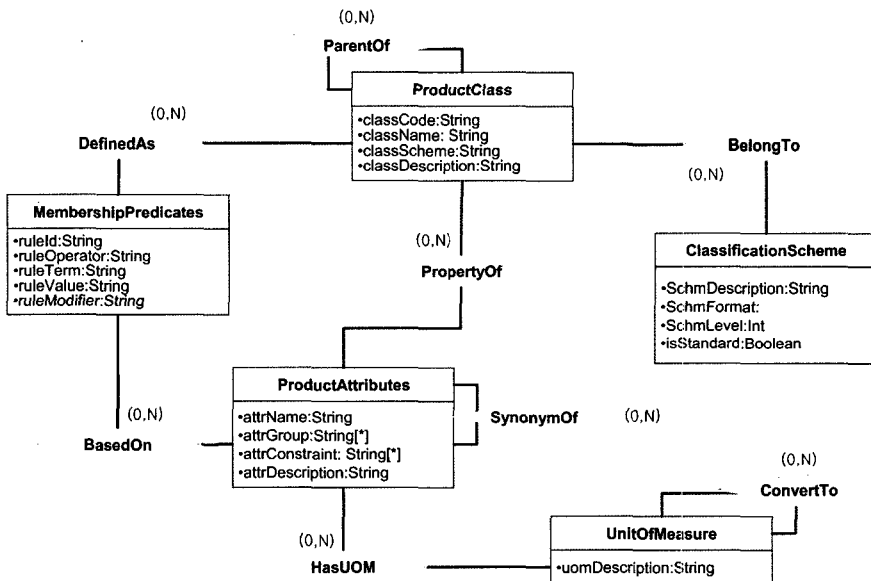 (0,N)
ParentOf
ProductClass
•classCode:String
•className: String
•classScheme:String
•classDescription:String
(0,N)
DefinedAs
BelongTo
(0,N)
MembershipPredicates
•ruleId:String
•ruleOperator:String
•ruleTerm:String
•ruleValue:String
•ruleModifier:String
(0,N)
PropertyOf
ClassificationScheme
•SchmDescription:String
•SchmFormat:
•SchmLevel:Int
•isStandard:Boolean
ProductAttributes
•attrName:String
•attrGroup:String[*]
•attrConstraint: String[*]
•attrDescription:String
SynonymOf
(0,N)
(0,N)
BasedOn
(0,N)
ConvertTo
(0,N)
HasUOM
UnitOfMeasure
•uomDescription:String